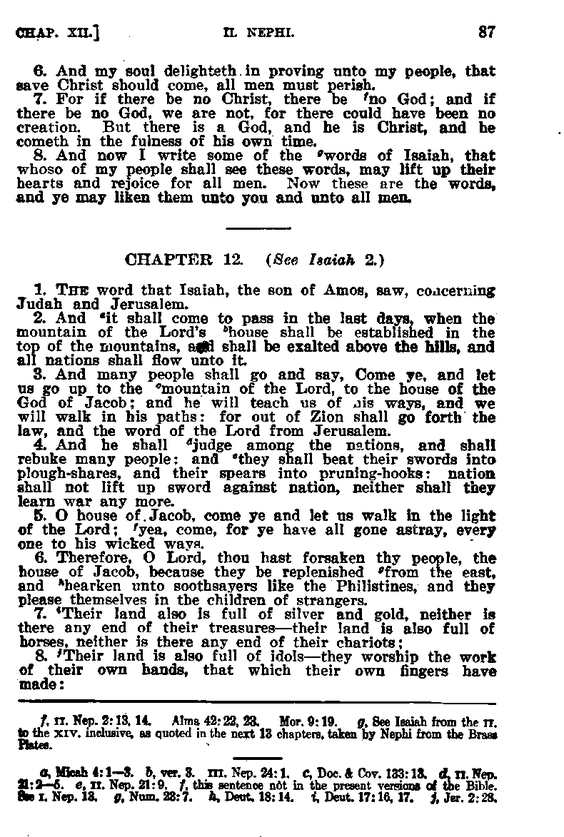 CHAP. XII.] II. NEPHI. 87
6. And my soul delighteth in proving unto my people, that
save Christ should come, all men must perish.
7. For if there be no Christ, there be ᶠno God; and if
there be no God, we are not, for there could have been no
creation. But there is a God, and he is Christ, and he
cometh in the fulness of his own time.
8. And now I write some of the ᵍwords of Isaiah, that
whoso of my people shall see these words, may lift up their
hearts and rejoice for all men. Now these are the words,
and ye may liken them unto you and unto all men.
CHAPTER 12. (See Isaiah 2.)
1. THE word that Isaiah, the son of Amos, saw, concerning
Judah and Jerusalem.
2. And ᵃit shall come to pass in the last days, when the
mountain of the Lord's ᵇhouse shall be established in the
top of the mountains, and shall be exalted above the hills, and
all nations shall flow unto it.
3. And many people shall go and say, Come ye, and let
us go up to the ᶜmountain of the Lord, to the house of the
God of Jacob; and he will teach us of his ways, and we
will walk in his paths: for out of Zion shall go forth the
law, and the word of the Lord from Jerusalem.
4. And he shall ᵈjudge among the nations, and shall
rebuke many people: and ᵉthey shall beat their swords into
plough-shares, and their spears into pruning-hooks: nation
shall not lift up sword against nation, neither shall they
learn war any more.
5. O house of Jacob, come ye and let us walk in the light
of the Lord; ᶠyea, come, for ye have all gone astray, every
one to his wicked ways.
6. Therefore, O Lord, thou hast forsaken thy people, the
house of Jacob, because they be replenished ᵍfrom the east,
and ʰhearken unto soothsayers like the Philistines, and they
please themselves in the children of strangers.
7. ⁱTheir land also is full of silver and gold, neither is
there any end of their treasures—their land is also full of
horses, neither is there any end of their chariots;
8. ʲTheir land is also full of idols—they worship the work
of their own hands, that which their own fingers have
made:
f, II. Nep. 2:13, 14. Alma 42:22, 23. Mor. 9:19. g, See Isaiah from the II.
to the XIV. inclusive, as quoted in the next 13 chapters, taken by Nephi from the Brass
Plates.
a, Micah 4:1—3. b, ver. 3. III. Nep. 24:1. c, Doc. & Cov. 133:13. d, II. Nep.
21:2—5. e, II. Nep. 21:9. f, this sentence not in the present versions of the Bible.
See I. Nep. 13. g, Num. 23:7. h, Deut. 18:14. i, Deut. 17:16, 17. j, Jer. 2:28.